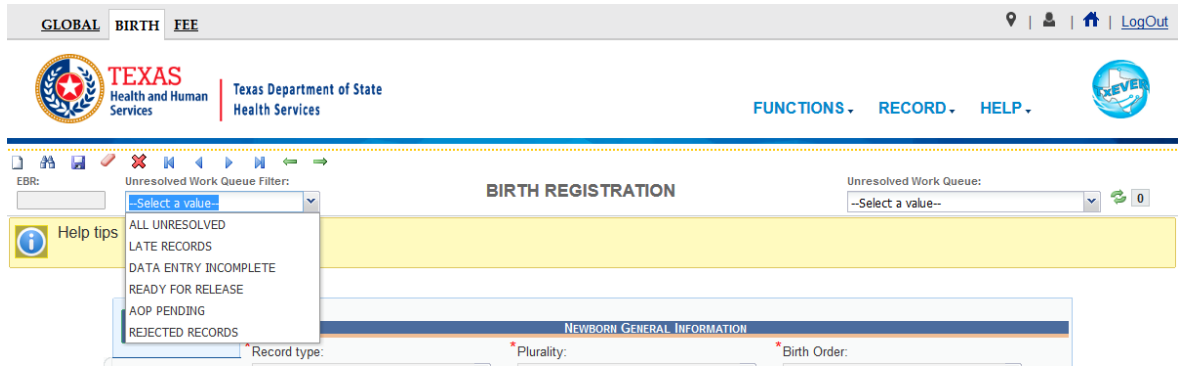 GLOBAL BIRTH FEE
| | | LogOut
TEXAS
Health and Human
Services
Texas Department of State
Health Services
FUNCTIONS RECORD HELP
TxEVER
EBR:
Unresolved Work Queue Filter:
--Select a value--
BIRTH REGISTRATION
Unresolved Work Queue:
--Select a value--
0
Help tips
ALL UNRESOLVED
LATE RECORDS
DATA ENTRY INCOMPLETE
READY FOR RELEASE
AOP PENDING
REJECTED RECORDS
NEWBORN GENERAL INFORMATION
*Record type: *Plurality: *Birth Order: